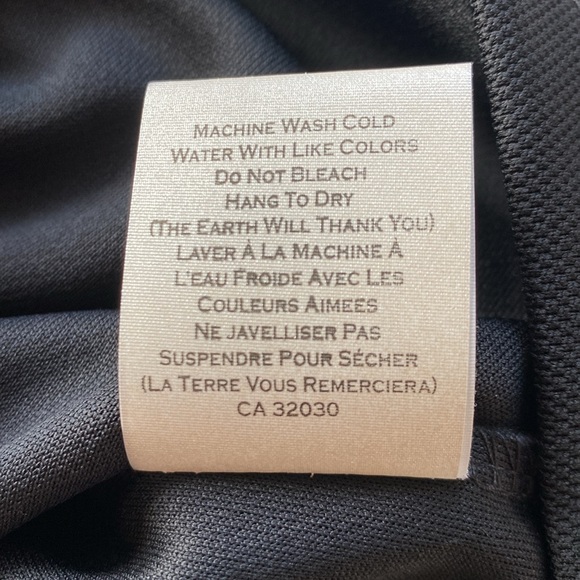 MACHINE WASH COLD
WATER WITH LIKE COLORS
DO NOT BLEACH
HANG TO DRY
(THE EARTH WILL THANK YOU)
LAVER À LA MACHINE À
L'EAU FROIDE AVEC LES
COULEURS AIMEES
NE JAVELLISER PAS
SUSPENDRE POUR SÉCHER
(LA TERRE VOUS REMERCIERA)
CA 32030